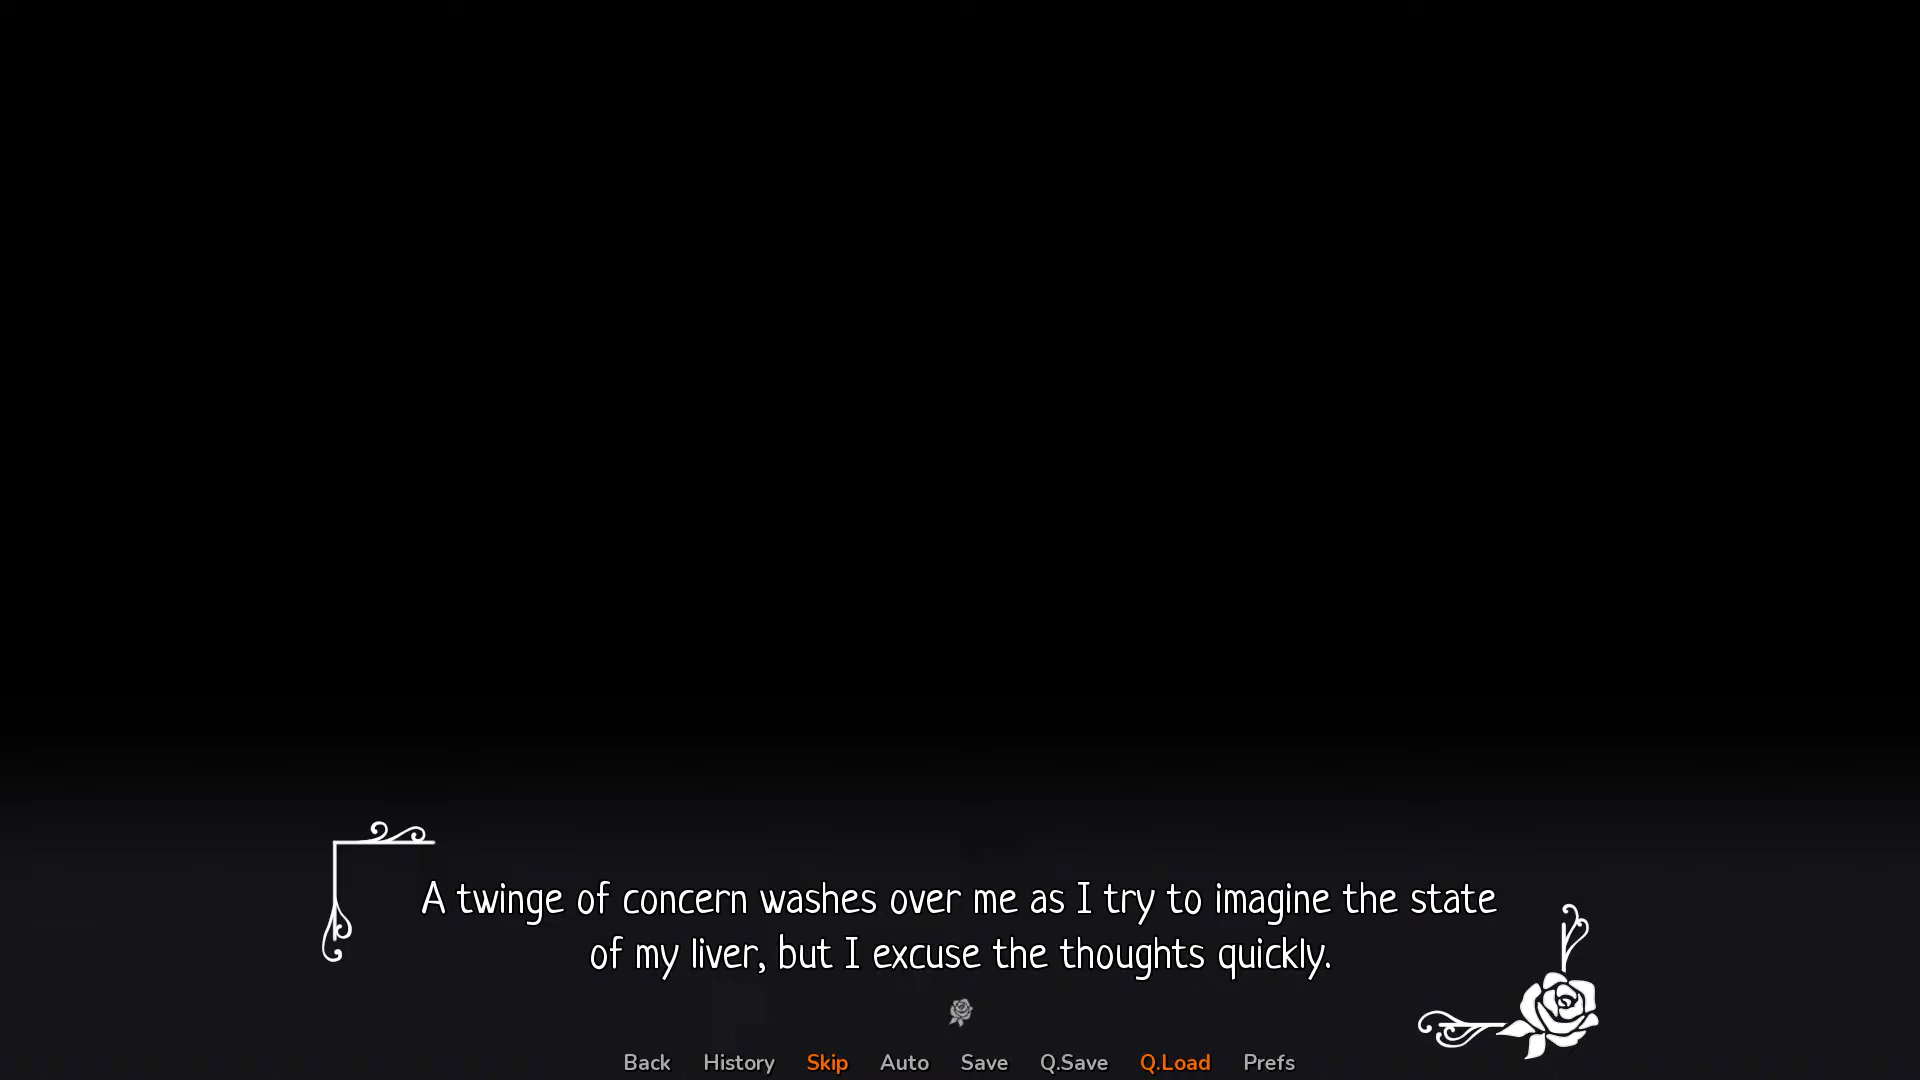 A twinge of concern washes over me as I try to imagine the state
of my liver, but I excuse the thoughts quickly.
Back History Skip Auto Save Q.Save Q.Load Prefs